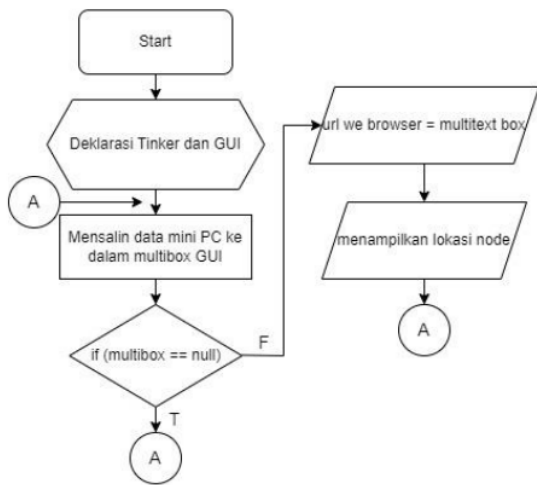 Start
Deklarasi Tinker dan GUI
A
Mensalin data mini PC ke
dalam multibox GUI
if (multibox == null)
F
T
A
url we browser = multitext box
menampilkan lokasi node
A